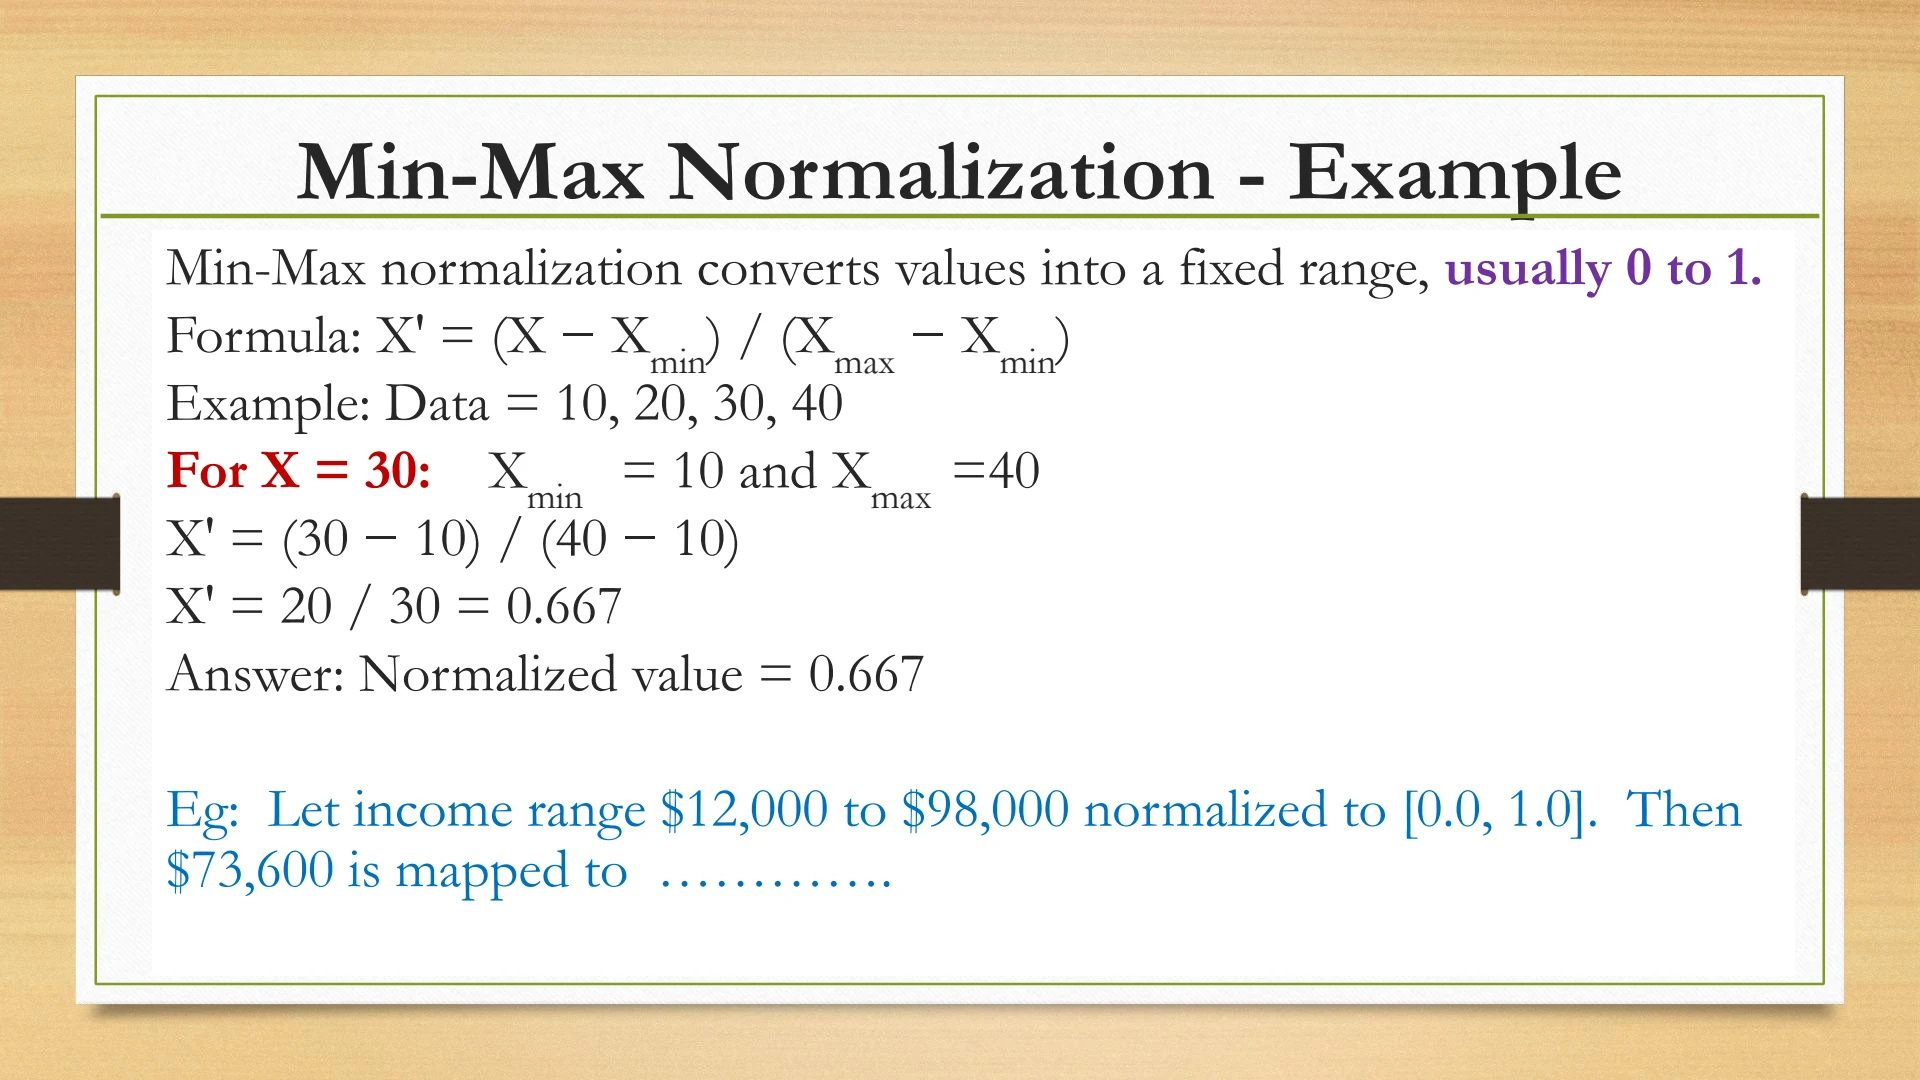 Min-Max Normalization - Example
Min-Max normalization converts values into a fixed range, usually 0 to 1.
Formula: X' = (X − Xmin) / (Xmax − Xmin)
Example: Data = 10, 20, 30, 40
For X = 30: Xmin = 10 and Xmax =40
X' = (30 − 10) / (40 − 10)
X' = 20 / 30 = 0.667
Answer: Normalized value = 0.667
Eg: Let income range $12,000 to $98,000 normalized to [0.0, 1.0]. Then
$73,600 is mapped to ………….